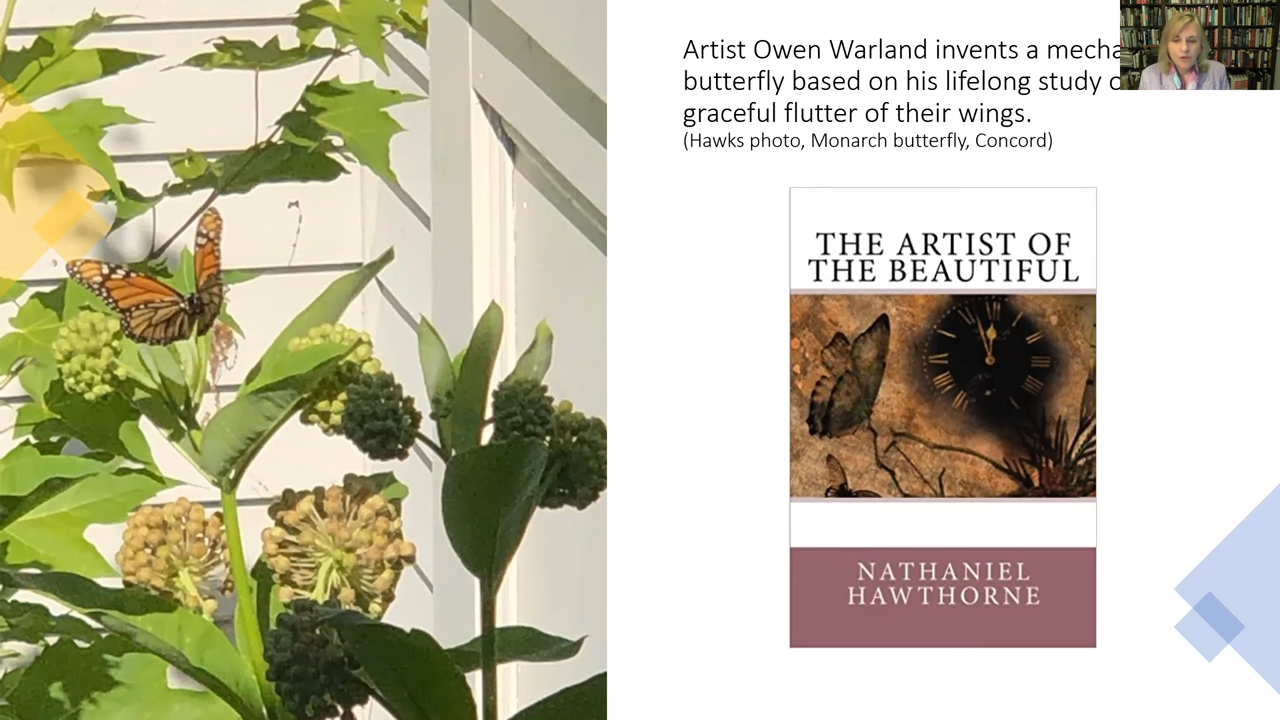 Artist Owen Warland invents a mecha
butterfly based on his lifelong study o
graceful flutter of their wings.
(Hawks photo, Monarch butterfly, Concord)
THE ARTIST OF
THE BEAUTIFUL
NATHANIEL
HAWTHORNE